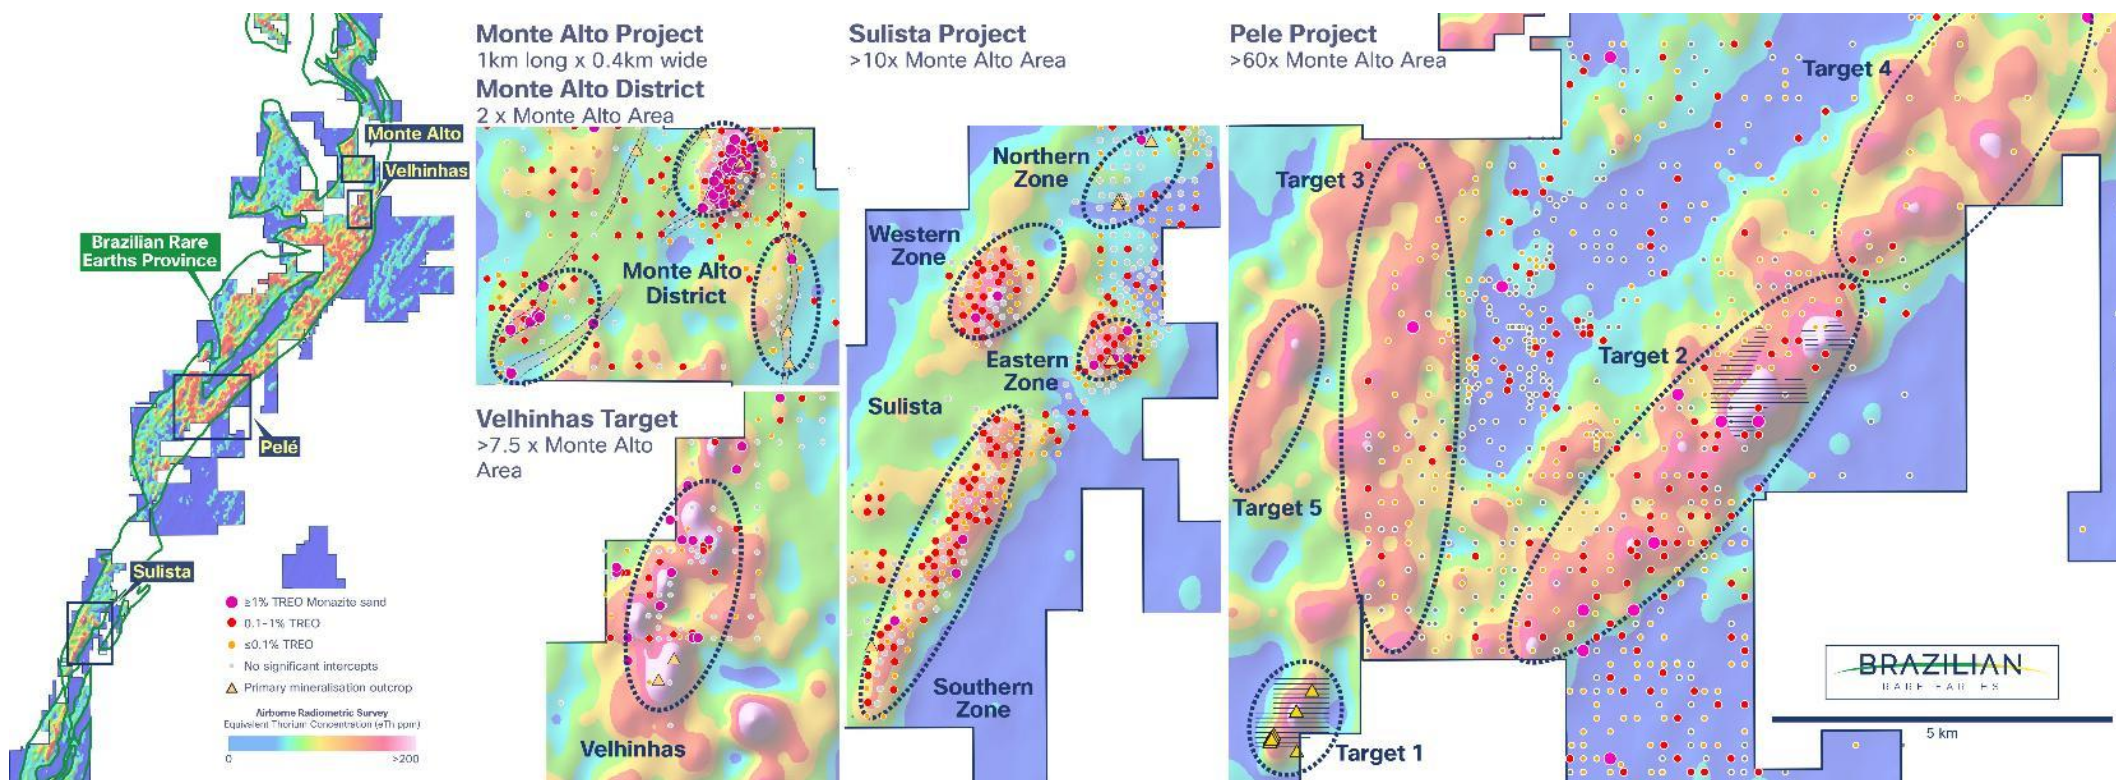 Monte Alto
Velhinhas
Brazilian Rare
Earths Province
Pelé
Sulista
≥1% TREO Monazite sand
0.1-1% TREO
≤0.1% TREO
No significant intercepts
Primary mineralisation outcrop
Airborne Radiometric Survey
Equivalent Thorium Concentration (eTh ppm)
0
>200
Monte Alto Project
1km long x 0.4km wide
Monte Alto District
2 x Monte Alto Area
Monte Alto
District
Velhinhas Target
>7.5 x Monte Alto
Area
Velhinhas
Sulista Project
>10x Monte Alto Area
Northern
Zone
Western
Zone
Eastern
Zone
Sulista
Southern
Zone
Pele Project
>60x Monte Alto Area
Target 4
Target 3
Target 2
Target 5
Target 1
BRAZILIAN
RARE EARTHS
5 km